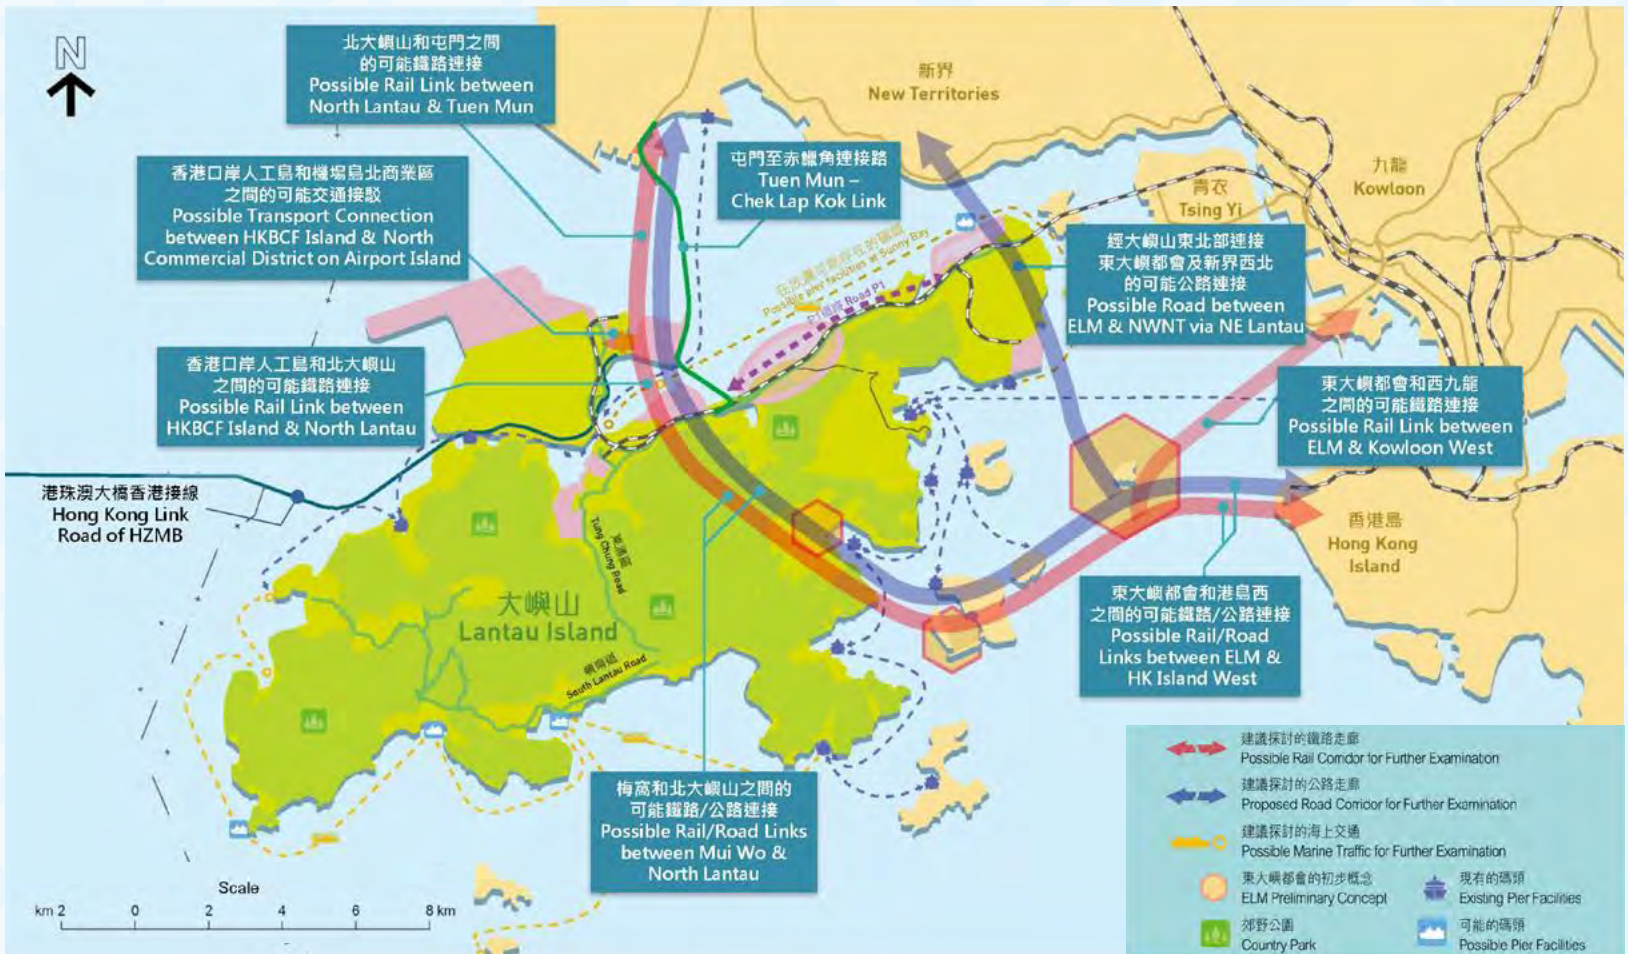 N
北大嶼山和屯門之間
的可能鐵路連接
Possible Rail Link between
North Lantau & Tuen Mun
新界
New Territories
香港口岸人工島和機場島北商業區
之間的可能交通接駁
Possible Transport Connection
between HKBCF Island & North
Commercial District on Airport Island
屯門至赤鱲角連接路
Tuen Mun –
Chek Lap Kok Link
青衣
Tsing Yi
九龍
Kowloon
Possible pier facilities at Sunny Bay
Road P1
經大嶼山東北部連接
東大嶼都會及新界西北
的可能公路連接
Possible Road between
ELM & NWNT via NE Lantau
香港口岸人工島和北大嶼山
之間的可能鐵路連接
Possible Rail Link between
HKBCF Island & North Lantau
東大嶼都會和西九龍
之間的可能鐵路連接
Possible Rail Link between
ELM & Kowloon West
港珠澳大橋香港接線
Hong Kong Link
Road of HZMB
香港島
Hong Kong
Island
東涌道
Tung Chung Road
大嶼山
Lantau Island
嶼南道
South Lantau Road
東大嶼都會和港島西
之間的可能鐵路/公路連接
Possible Rail/Road
Links between ELM &
HK Island West
梅窩和北大嶼山之間的
可能鐵路/公路連接
Possible Rail/Road Links
between Mui Wo &
North Lantau
Scale
km 2 0 2 4 6 8 km
建議探討的鐵路走廊
Possible Rail Corridor for Further Examination
建議探討的公路走廊
Proposed Road Corridor for Further Examination
建議探討的海上交通
Possible Marine Traffic for Further Examination
東大嶼都會的初步概念
ELM Preliminary Concept
現有的碼頭
Existing Pier Facilities
郊野公園
Country Park
可能的碼頭
Possible Pier Facilities